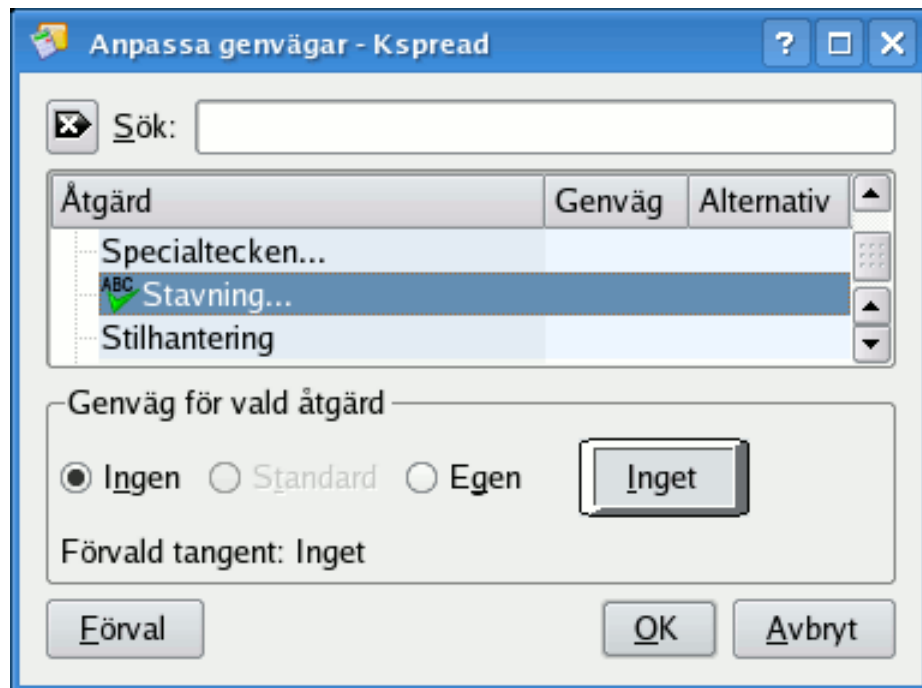 Anpassa genvägar - Kspread
Sök:
Åtgärd Genväg Alternativ
Specialtecken...
ABC Stavning...
Stilhantering
Genväg för vald åtgärd
Ingen Standard Egen Inget
Förvald tangent: Inget
Förval OK Avbryt